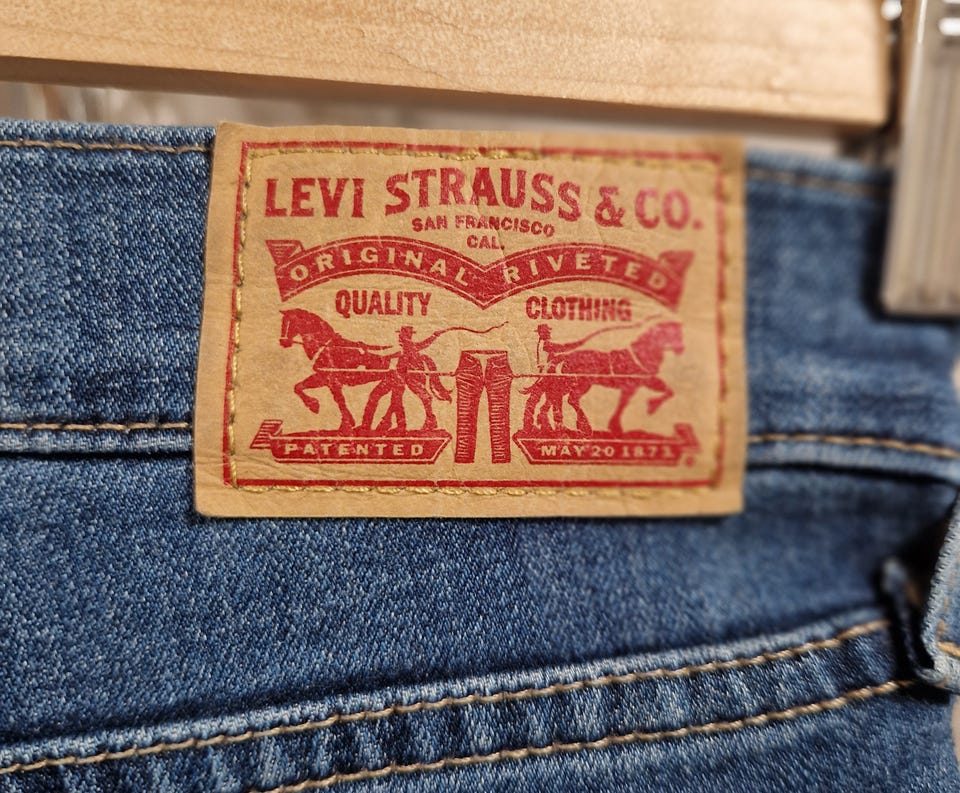 LEVI STRAUSS & CO.
SAN FRANCISCO
CAL.
ORIGINAL RIVETED
QUALITY CLOTHING
PATENTED MAY 20 1873